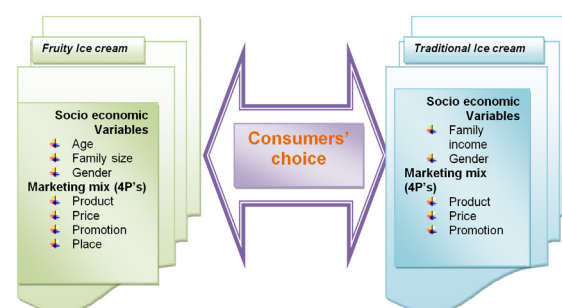 Fruity Ice cream
Socio economic
Variables
Age
Family size
Gender
Marketing mix (4P's)
Product
Price
Promotion
Place
Consumers'
choice
Traditional Ice cream
Socio economic
Variables
Family
income
Gender
Marketing mix
(4P's)
Product
Price
Promotion